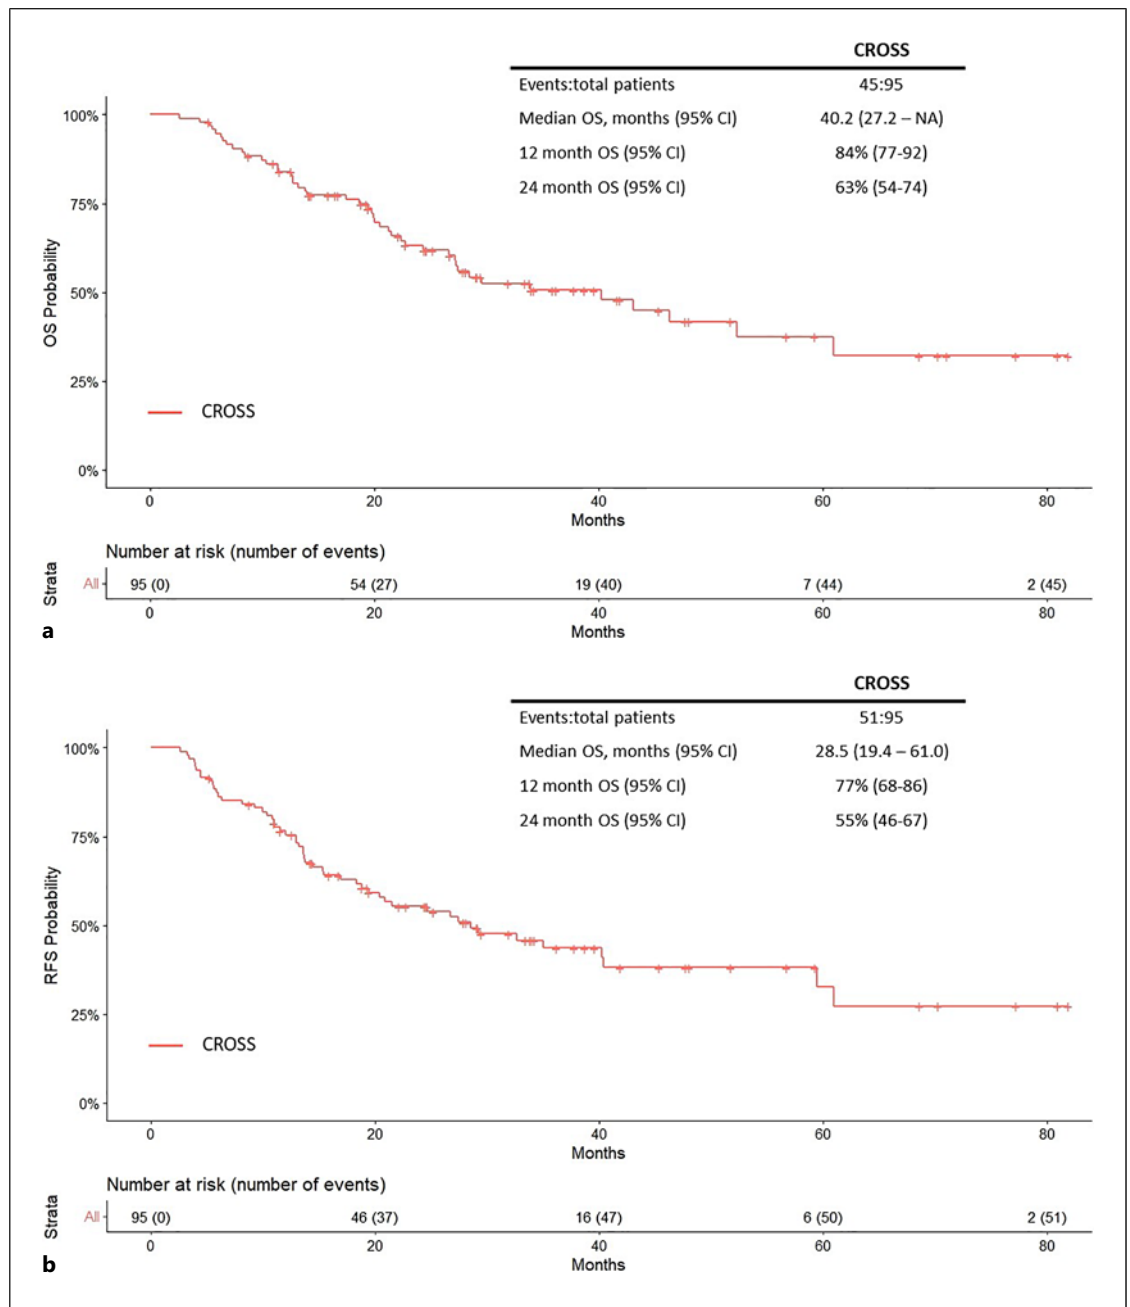 CROSS
Events:total patients 45:95
Median OS, months (95% CI) 40.2 (27.2 – NA)
12 month OS (95% CI) 84% (77-92)
24 month OS (95% CI) 63% (54-74)
100%
75%
50%
25%
0%
OS Probability
CROSS
0 20 40 60 80
Months
Number at risk (number of events)
Strata
All 95 (0) 54 (27) 19 (40) 7 (44) 2 (45)
0 20 40 60 80
Months
a
CROSS
Events:total patients 51:95
Median OS, months (95% CI) 28.5 (19.4 – 61.0)
12 month OS (95% CI) 77% (68-86)
24 month OS (95% CI) 55% (46-67)
100%
75%
50%
25%
0%
RFS Probability
CROSS
0 20 40 60 80
Months
Number at risk (number of events)
Strata
All 95 (0) 46 (37) 16 (47) 6 (50) 2 (51)
0 20 40 60 80
Months
b